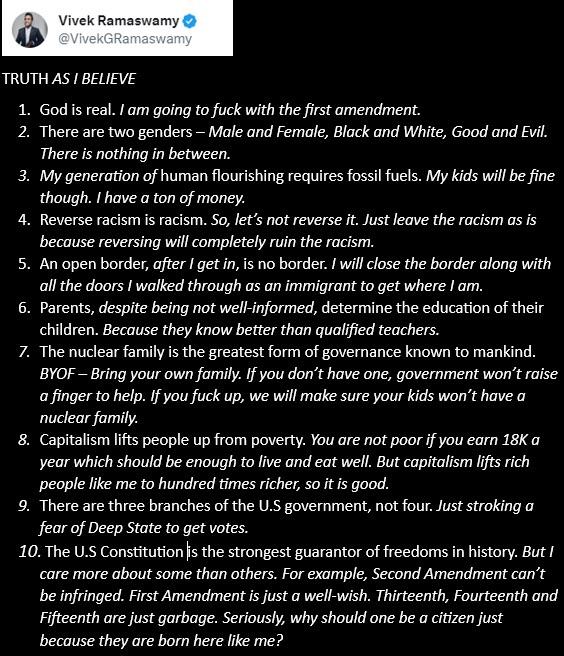 Vivek Ramaswamy
@VivekGRamaswamy
TRUTH AS I BELIEVE
1. God is real. I am going to fuck with the first amendment.
2. There are two genders – Male and Female, Black and White, Good and Evil.
There is nothing in between.
3. My generation of human flourishing requires fossil fuels. My kids will be fine
though. I have a ton of money.
4. Reverse racism is racism. So, let’s not reverse it. Just leave the racism as is
because reversing will completely ruin the racism.
5. An open border, after I get in, is no border. I will close the border along with
all the doors I walked through as an immigrant to get where I am.
6. Parents, despite being not well-informed, determine the education of their
children. Because they know better than qualified teachers.
7. The nuclear family is the greatest form of governance known to mankind.
BYOF – Bring your own family. If you don’t have one, government won’t raise
a finger to help. If you fuck up, we will make sure your kids won’t have a
nuclear family.
8. Capitalism lifts people up from poverty. You are not poor if you earn 18K a
year which should be enough to live and eat well. But capitalism lifts rich
people like me to hundred times richer, so it is good.
9. There are three branches of the U.S government, not four. Just stroking a
fear of Deep State to get votes.
10. The U.S Constitution is the strongest guarantor of freedoms in history. But I
care more about some than others. For example, Second Amendment can’t
be infringed. First Amendment is just a well-wish. Thirteenth, Fourteenth and
Fifteenth are just garbage. Seriously, why should one be a citizen just
because they are born here like me?